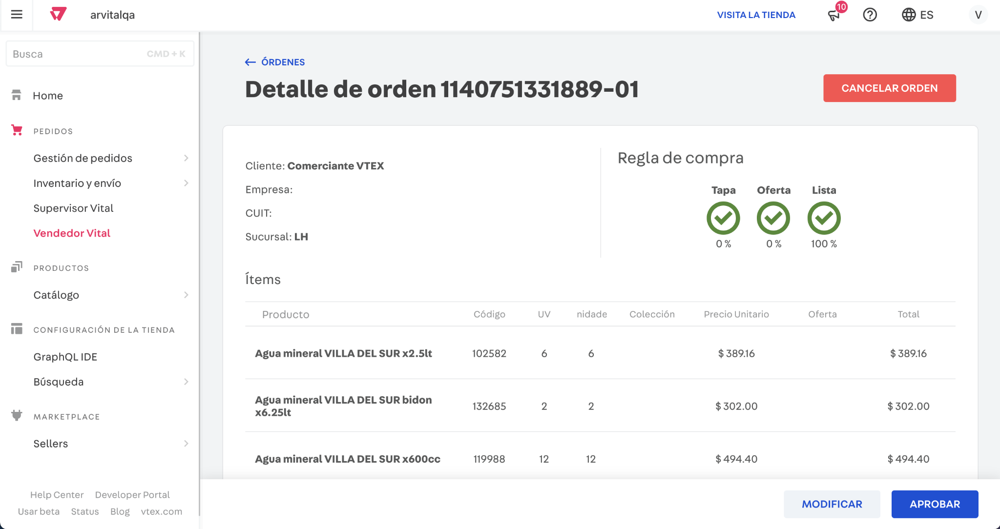 arvitalqa
VISITA LA TIENDA
10
ES
V
Busca
CMD + K
Home
PEDIDOS
Gestión de pedidos
Inventario y envío
Supervisor Vital
Vendedor Vital
PRODUCTOS
Catálogo
CONFIGURACIÓN DE LA TIENDA
GraphQL IDE
Búsqueda
MARKETPLACE
Sellers
Help Center Developer Portal
Usar beta Status Blog vtex.com
← ÓRDENES
Detalle de orden 1140751331889-01
CANCELAR ORDEN
Cliente: Comerciante VTEX
Empresa:
CUIT:
Sucursal: LH
Regla de compra
Tapa Oferta Lista
0 % 0 % 100 %
Ítems
Producto Código UV nidade Colección Precio Unitario Oferta Total
Agua mineral VILLA DEL SUR x2.5lt 102582 6 6 $ 389.16 $ 389.16
Agua mineral VILLA DEL SUR bidon
x6.25lt
132685 2 2 $ 302.00 $ 302.00
Agua mineral VILLA DEL SUR x600cc 119988 12 12 $ 494.40 $ 494.40
MODIFICAR
APROBAR